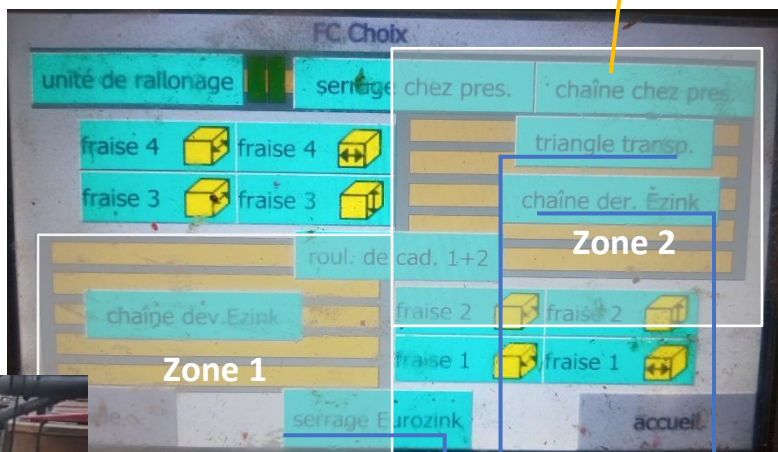 FC Choix
unité de rallonage
serrage chez pres.
chaîne chez pres.
fraise 4
fraise 4
triangle transp.
fraise 3
fraise 3
chaîne der. Ezink
Zone 2
roul. de cad. 1+2
chaîne dev Ezink
fraise 2
fraise 2
Zone 1
fraise 1
fraise 1
serrage Eurozink
accueil